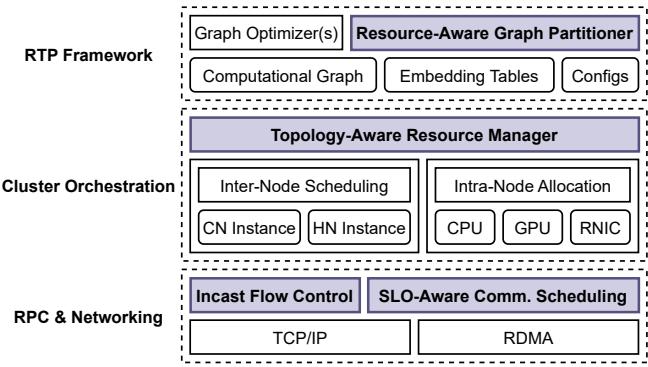 RTP Framework
Graph Optimizer(s)
Resource-Aware Graph Partitioner
Computational Graph
Embedding Tables
Configs
Cluster Orchestration
Topology-Aware Resource Manager
Inter-Node Scheduling
Intra-Node Allocation
CN Instance
HN Instance
CPU
GPU
RNIC
RPC & Networking
Incast Flow Control
SLO-Aware Comm. Scheduling
TCP/IP
RDMA